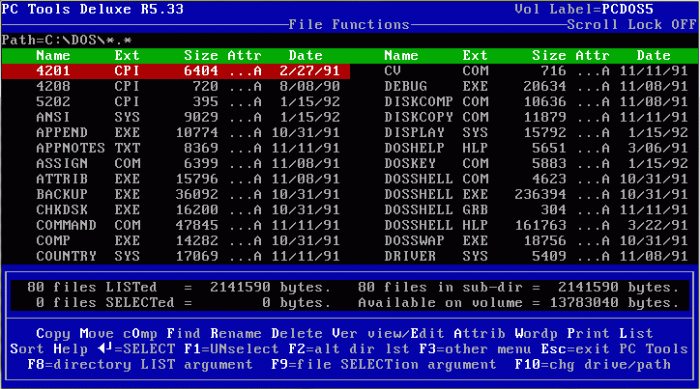 PC Tools Deluxe R5.33 Vol Label=PCDOS5
File Functions Scroll Lock OFF
Path=C:\DOS\*.*
Name Ext Size Attr Date Name Ext Size Attr Date
4201 CPI 6404 ...A 2/27/91 CV COM 716 ...A 11/11/91
4208 CPI 720 ...A 8/08/90 DEBUG EXE 20634 ...A 11/08/91
5202 CPI 395 ...A 1/15/92 DISKCOMP COM 10636 ...A 11/08/91
ANSI SYS 9029 ...A 1/15/92 DISKCOPY COM 11879 ...A 11/11/91
APPEND EXE 10774 ...A 10/31/91 DISPLAY SYS 15792 ...A 1/15/92
APPNOTES TXT 8369 ...A 11/11/91 DOSHELP HLP 5651 ...A 3/06/91
ASSIGN COM 6399 ...A 11/08/91 DOSKEY COM 5883 ...A 1/15/92
ATTRIB EXE 15796 ...A 11/08/91 DOSSHELL COM 4623 ...A 10/31/91
BACKUP EXE 36092 ...A 10/31/91 DOSSHELL EXE 236394 ...A 10/31/91
CHKDSK EXE 16200 ...A 10/31/91 DOSSHELL GRB 304 ...A 11/11/91
COMMAND COM 47845 ...A 11/11/91 DOSSHELL HLP 161763 ...A 3/22/91
COMP EXE 14282 ...A 10/31/91 DOSSWAP EXE 18756 ...A 10/31/91
COUNTRY SYS 17069 ...A 11/11/91 DRIVER SYS 5409 ...A 11/08/91
80 files LISTed = 2141590 bytes. 80 files in sub-dir = 2141590 bytes.
0 files SELECTed = 0 bytes. Available on volume = 13783040 bytes.
Copy Move cOmp Find Rename Delete Ver view/Edit Attrib Wordp Print List
Sort Help ◄┘=SELECT F1=UNselect F2=alt dir lst F3=other menu Esc=exit PC Tools
F8=directory LIST argument F9=file SELECTion argument F10=chg drive/path